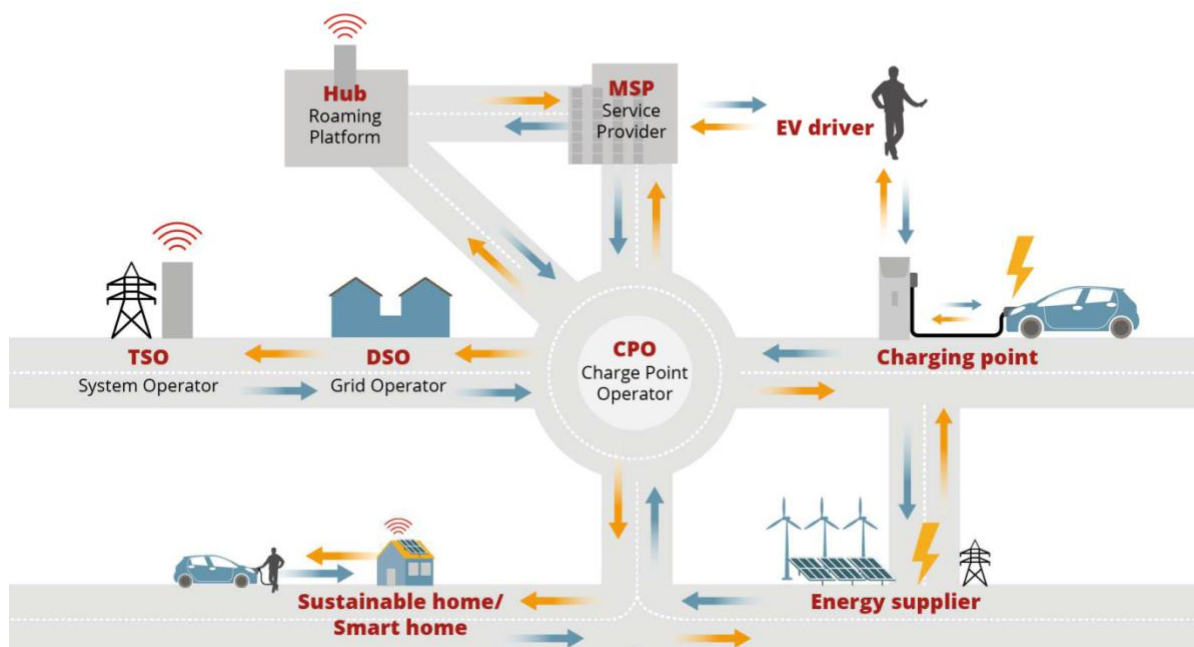 Hub
Roaming
Platform
MSP
Service
Provider
EV driver
TSO
System Operator
DSO
Grid Operator
CPO
Charge Point
Operator
Charging point
Sustainable home/
Smart home
Energy supplier